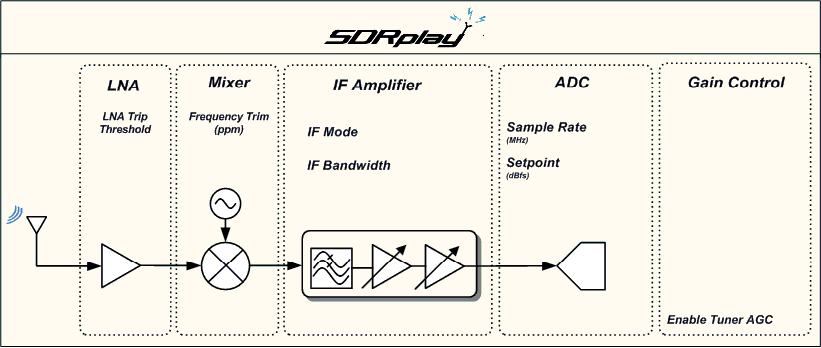 SDRplay
LNA
LNA Trip
Threshold
Mixer
Frequency Trim
(ppm)
IF Amplifier
IF Mode
IF Bandwidth
ADC
Sample Rate
(MHz)
Setpoint
(dBfs)
Gain Control
Enable Tuner AGC